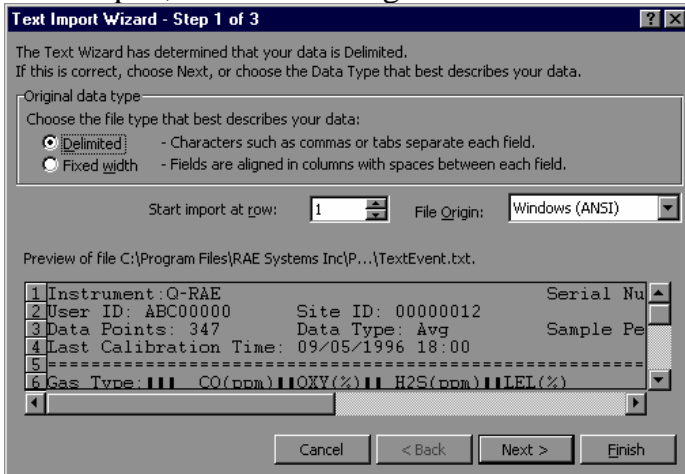 Text Import Wizard - Step 1 of 3
The Text Wizard has determined that your data is Delimited.
If this is correct, choose Next, or choose the Data Type that best describes your data.
Original data type
Choose the file type that best describes your data:
Delimited - Characters such as commas or tabs separate each field.
Fixed width - Fields are aligned in columns with spaces between each field.
Start import at row: 1 File Origin: Windows (ANSI)
Preview of file C:\Program Files\RAE Systems Inc\P...\TextEvent.txt.
1 Instrument:Q-RAE Serial Nu
2 User ID: ABC00000 Site ID: 00000012
3 Data Points: 347 Data Type: Avg Sample Pe
4 Last Calibration Time: 09/05/1996 18:00
5 ==================================================
6 Gas Type: CO(ppm) OXY(%) H2S(ppm) LEL(%)
Cancel < Back Next > Finish